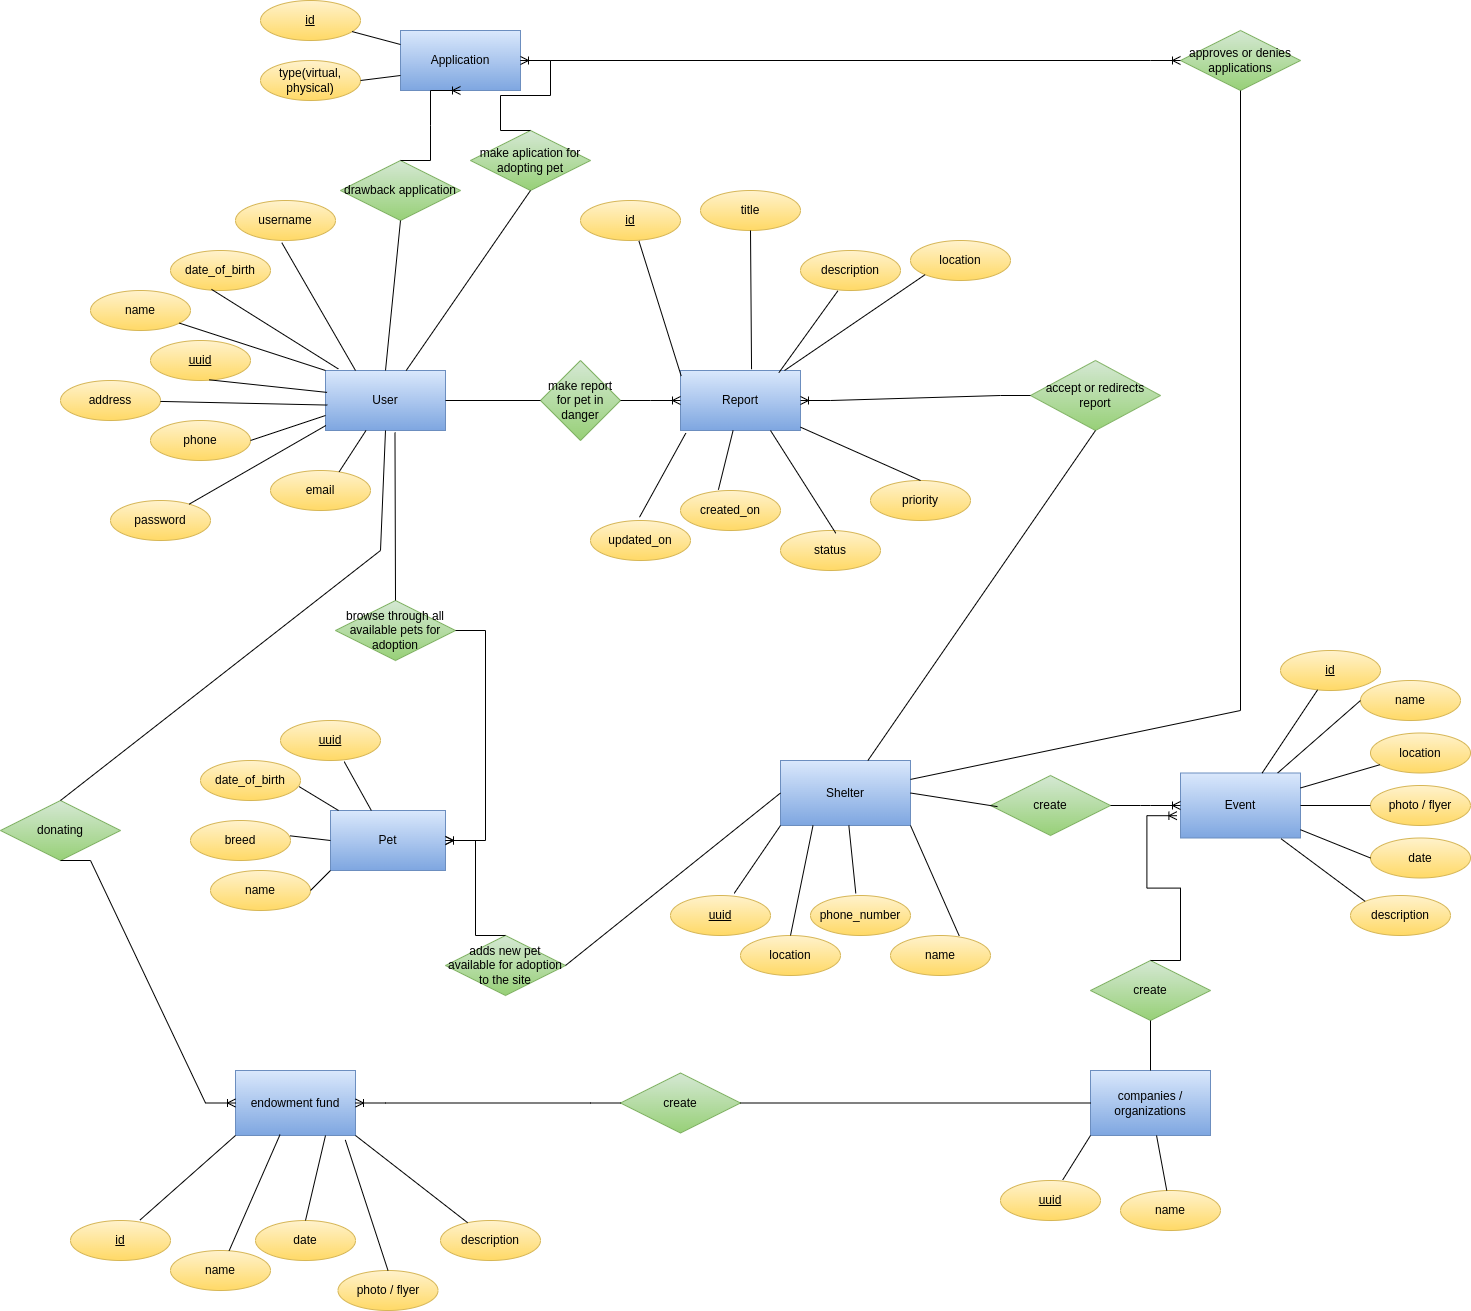 id
Application
type(virtual,
physical)
approves or denies
applications
make aplication for
adopting pet
drawback application
username
id
title
date_of_birth
description
location
name
uuid
address
User
make report
for pet in
danger
Report
accept or redirects
report
phone
email
password
updated_on
created_on
status
priority
browse through all
available pets for
adoption
id
name
location
uuid
date_of_birth
Shelter
create
Event
photo / flyer
donating
breed
Pet
date
name
description
uuid
phone_number
location
name
adds new pet
available for adoption
to the site
create
endowment fund
create
companies /
organizations
uuid
name
id
name
date
photo / flyer
description